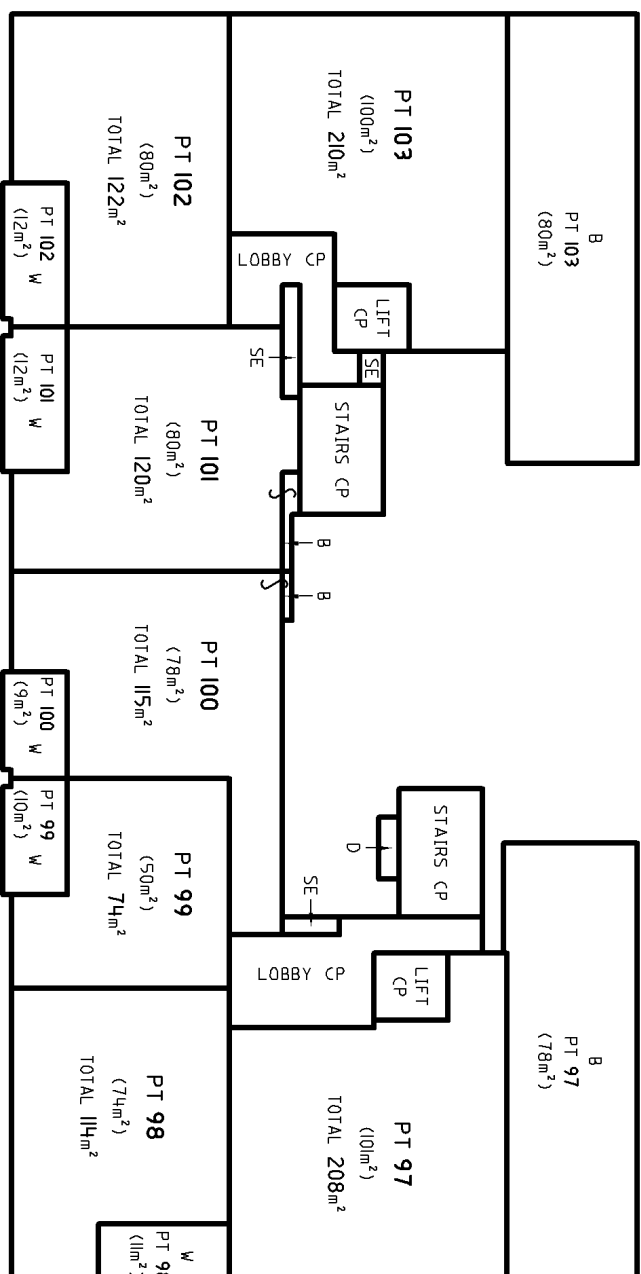 B
PT 103
(80m²)
PT 103
(100m²)
TOTAL 210m²
PT 102
(80m²)
TOTAL 122m²
PT 102
(12m²)
W
LOBBY CP
LIFT
CP
SE
SE
STAIRS CP
PT 101
(80m²)
TOTAL 120m²
PT 101
(12m²)
W
B
B
PT 100
(78m²)
TOTAL 115m²
PT 100
(9m²)
W
STAIRS CP
D
SE
PT 99
(50m²)
TOTAL 74m²
PT 99
(10m²)
W
LOBBY CP
LIFT
CP
B
PT 97
(78m²)
PT 97
(101m²)
TOTAL 208m²
PT 98
(74m²)
TOTAL 114m²
W
PT 98
(11m²)